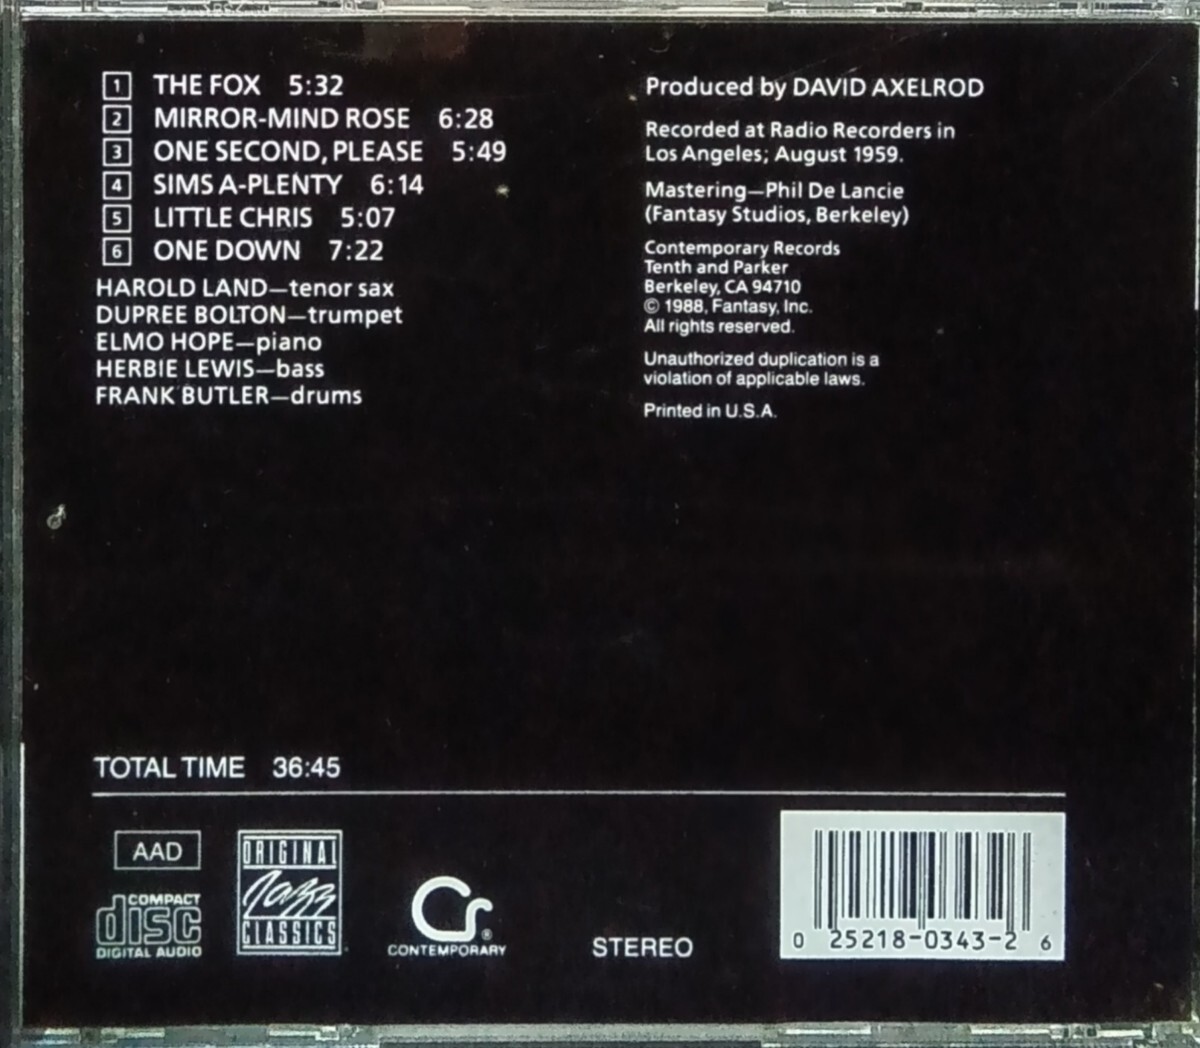 1 THE FOX 5:32
2 MIRROR-MIND ROSE 6:28
3 ONE SECOND, PLEASE 5:49
4 SIMS A-PLENTY 6:14
5 LITTLE CHRIS 5:07
6 ONE DOWN 7:22
HAROLD LAND—tenor sax
DUPREE BOLTON—trumpet
ELMO HOPE—piano
HERBIE LEWIS—bass
FRANK BUTLER—drums
Produced by DAVID AXELROD
Recorded at Radio Recorders in
Los Angeles; August 1959.
Mastering—Phil De Lancie
(Fantasy Studios, Berkeley)
Contemporary Records
Tenth and Parker
Berkeley, CA 94710
© 1988, Fantasy, Inc.
All rights reserved.
Unauthorized duplication is a
violation of applicable laws.
Printed in U.S.A.
TOTAL TIME 36:45
AAD
COMPACT
disc
DIGITAL AUDIO
ORIGINAL
Jazz
CLASSICS
Cr®
CONTEMPORARY
STEREO
0 25218-0343-2 6